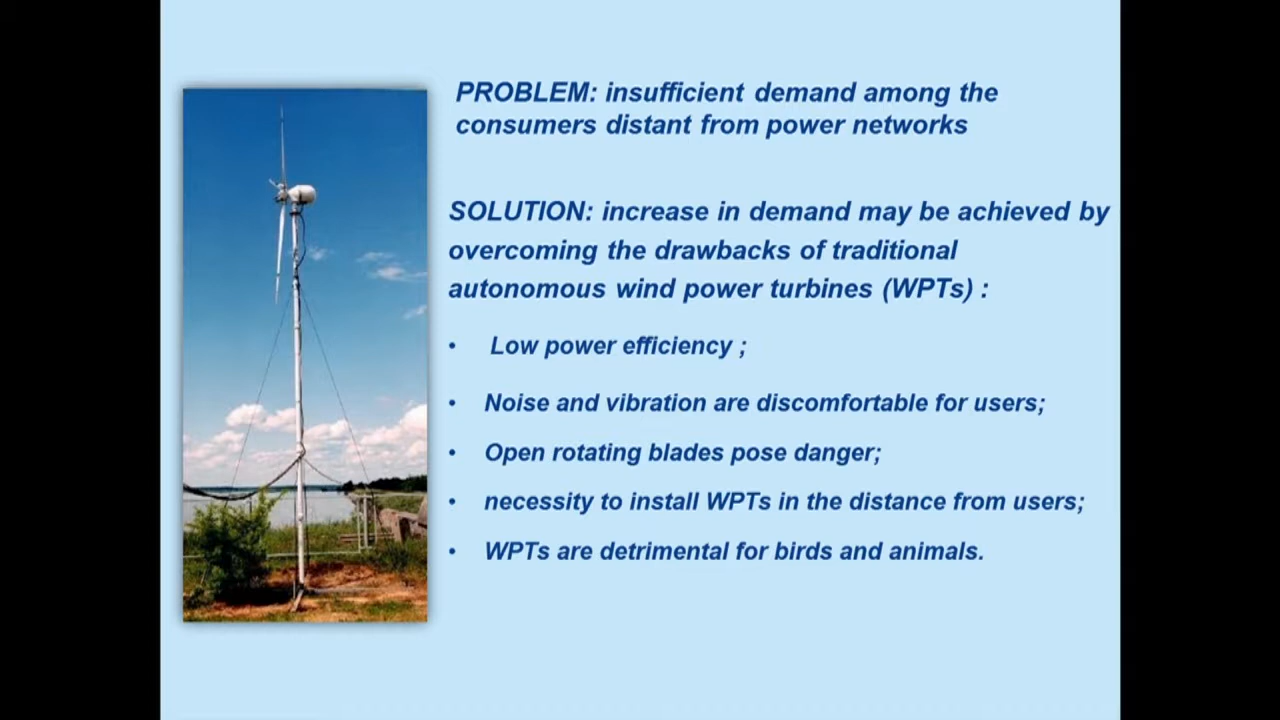 PROBLEM: insufficient demand among the
consumers distant from power networks
SOLUTION: increase in demand may be achieved by
overcoming the drawbacks of traditional
autonomous wind power turbines (WPTs) :
• Low power efficiency ;
• Noise and vibration are discomfortable for users;
• Open rotating blades pose danger;
• necessity to install WPTs in the distance from users;
• WPTs are detrimental for birds and animals.